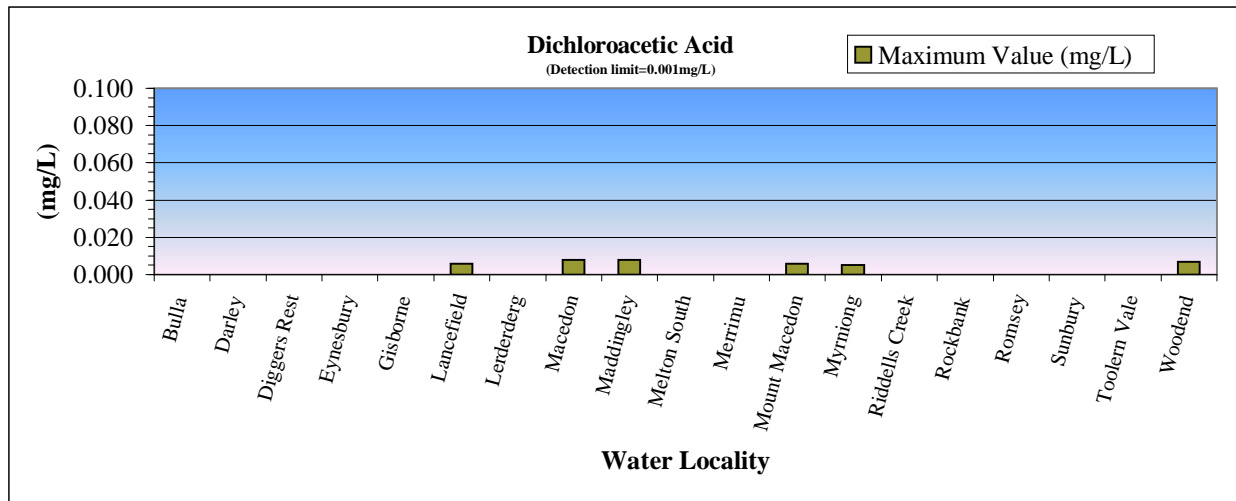 Dichloroacetic Acid
(Detection limit=0.001mg/L)
Maximum Value (mg/L)
(mg/L)
0.100
0.080
0.060
0.040
0.020
0.000
Bulla
Darley
Diggers Rest
Eynesbury
Gisborne
Lancefield
Lerderderg
Macedon
Maddingley
Melton South
Merrimu
Mount Macedon
Myrniong
Riddells Creek
Rockbank
Romsey
Sunbury
Toolern Vale
Woodend
Water Locality